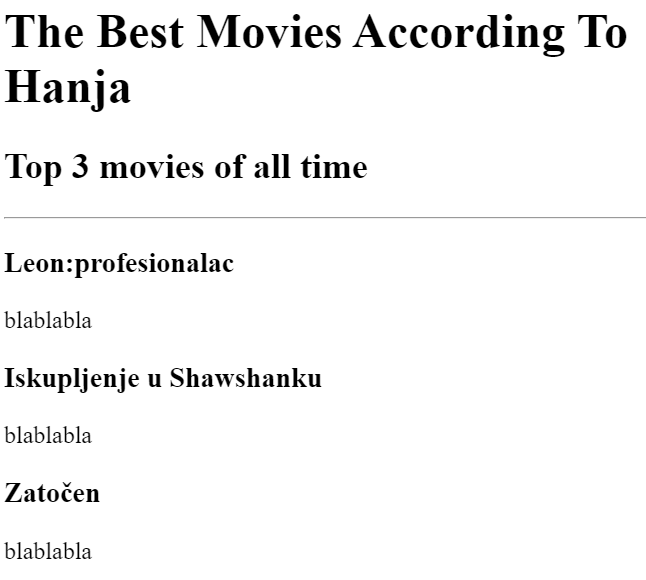 The Best Movies According To
Hanja
Top 3 movies of all time
Leon:profesionalac
blablabla
Iskupljenje u Shawshanku
blablabla
Zatočen
blablabla